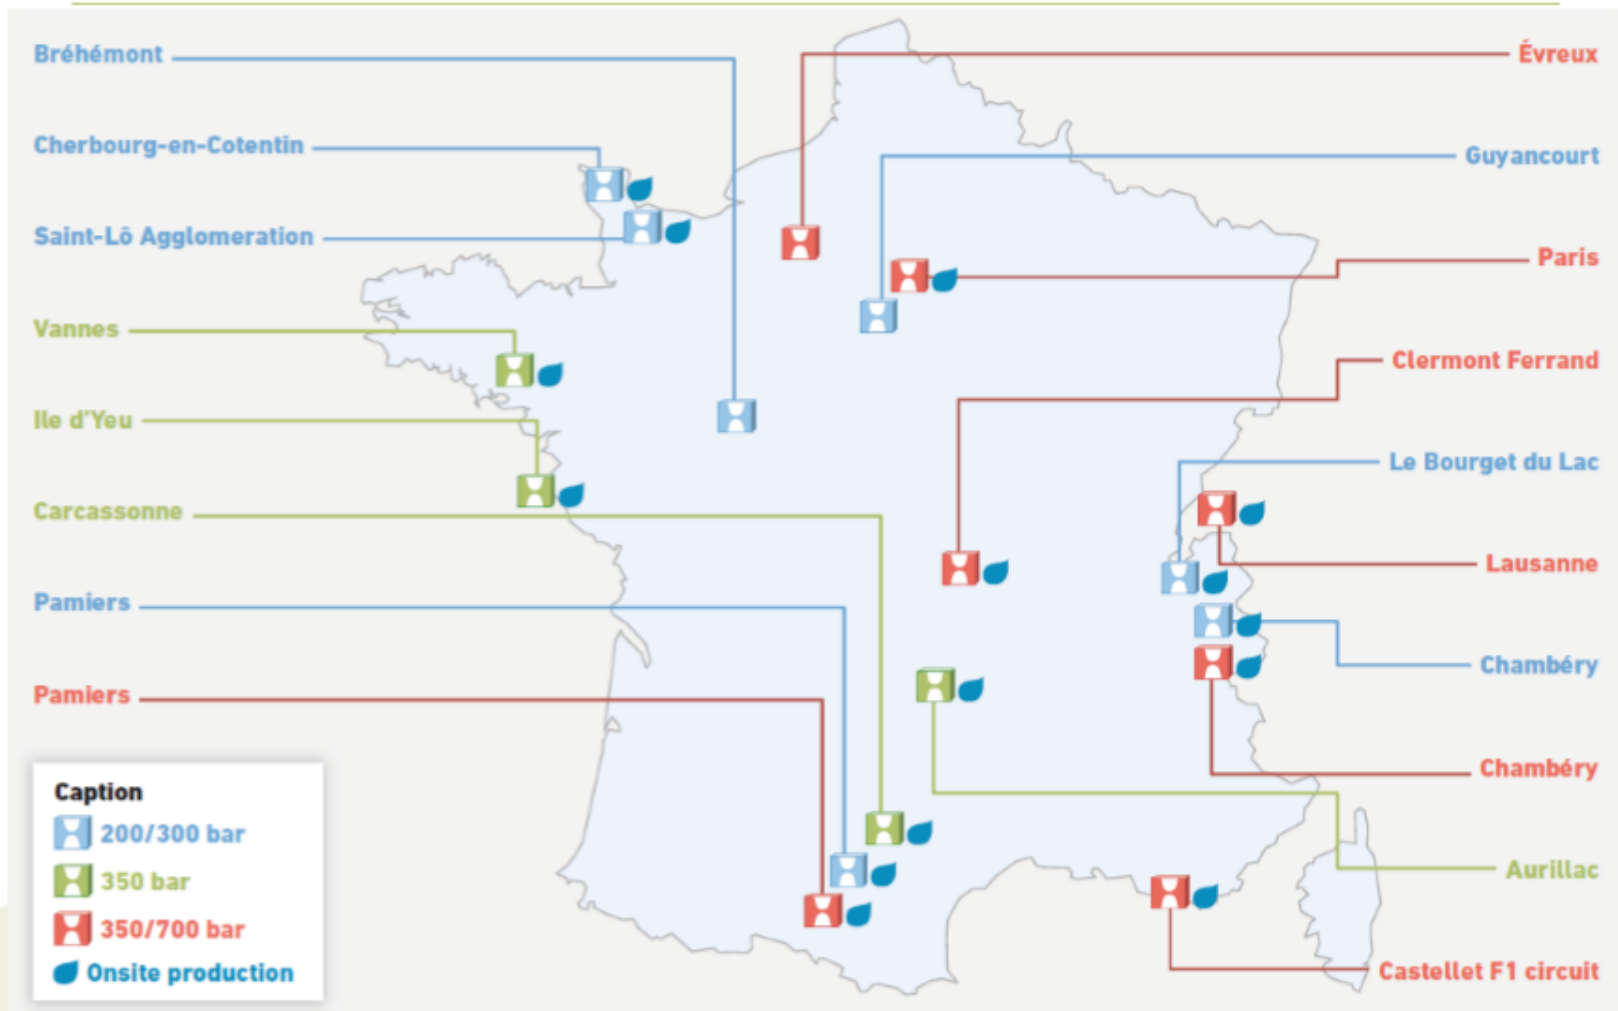 Bréhémont
Cherbourg-en-Cotentin
Saint-Lô Agglomeration
Vannes
Ile d'Yeu
Carcassonne
Pamiers
Pamiers
Évreux
Guyancourt
Paris
Clermont Ferrand
Le Bourget du Lac
Lausanne
Chambéry
Chambéry
Aurillac
Castellet F1 circuit
Caption
200/300 bar
350 bar
350/700 bar
Onsite production